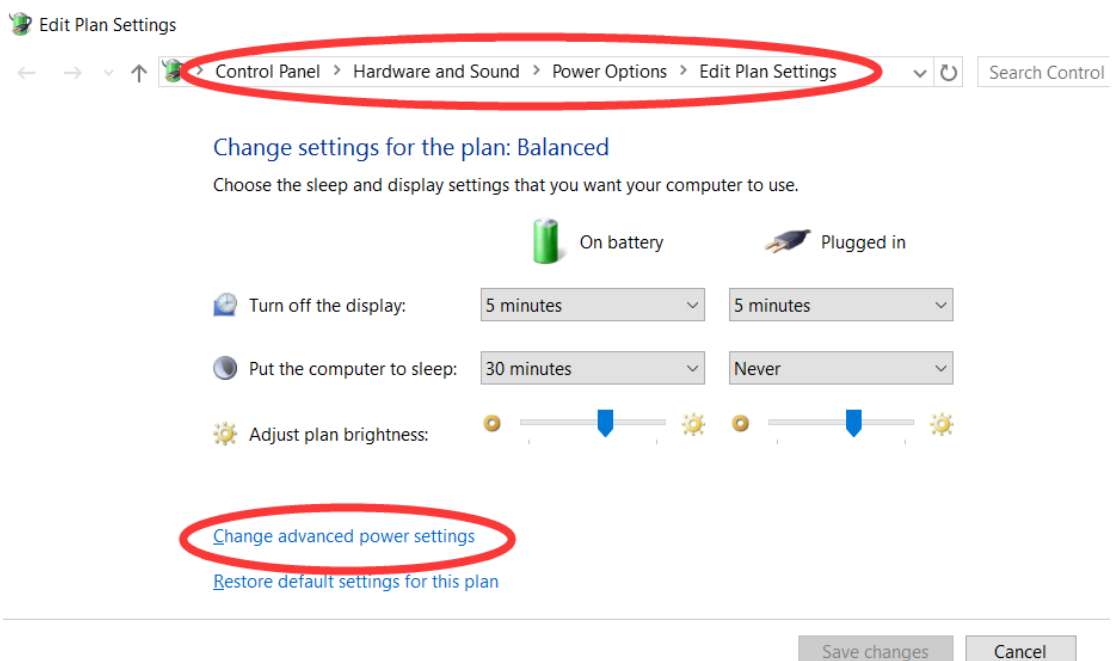 Edit Plan Settings
Control Panel > Hardware and Sound > Power Options > Edit Plan Settings
Search Control
Change settings for the plan: Balanced
Choose the sleep and display settings that you want your computer to use.
On battery Plugged in
Turn off the display: 5 minutes 5 minutes
Put the computer to sleep: 30 minutes Never
Adjust plan brightness:
Change advanced power settings
Restore default settings for this plan
Save changes Cancel